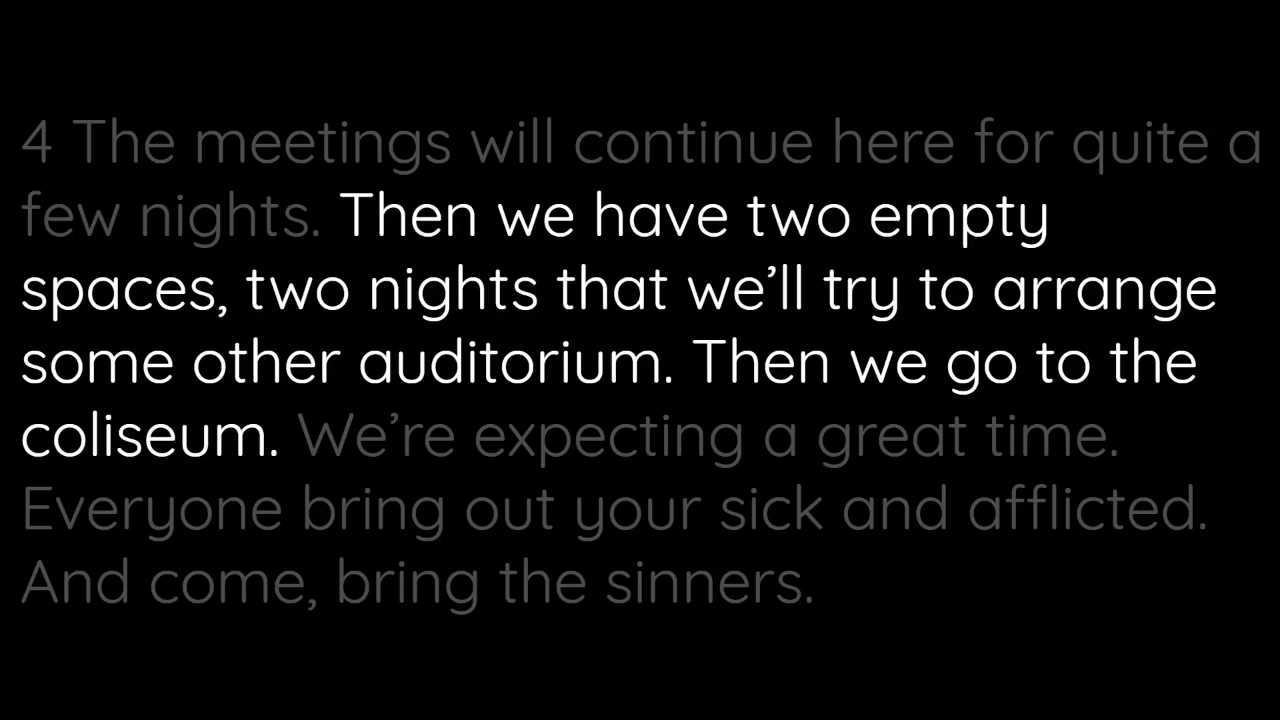 4 The meetings will continue here for quite a
few nights. Then we have two empty
spaces, two nights that we’ll try to arrange
some other auditorium. Then we go to the
coliseum. We’re expecting a great time.
Everyone bring out your sick and afflicted.
And come, bring the sinners.